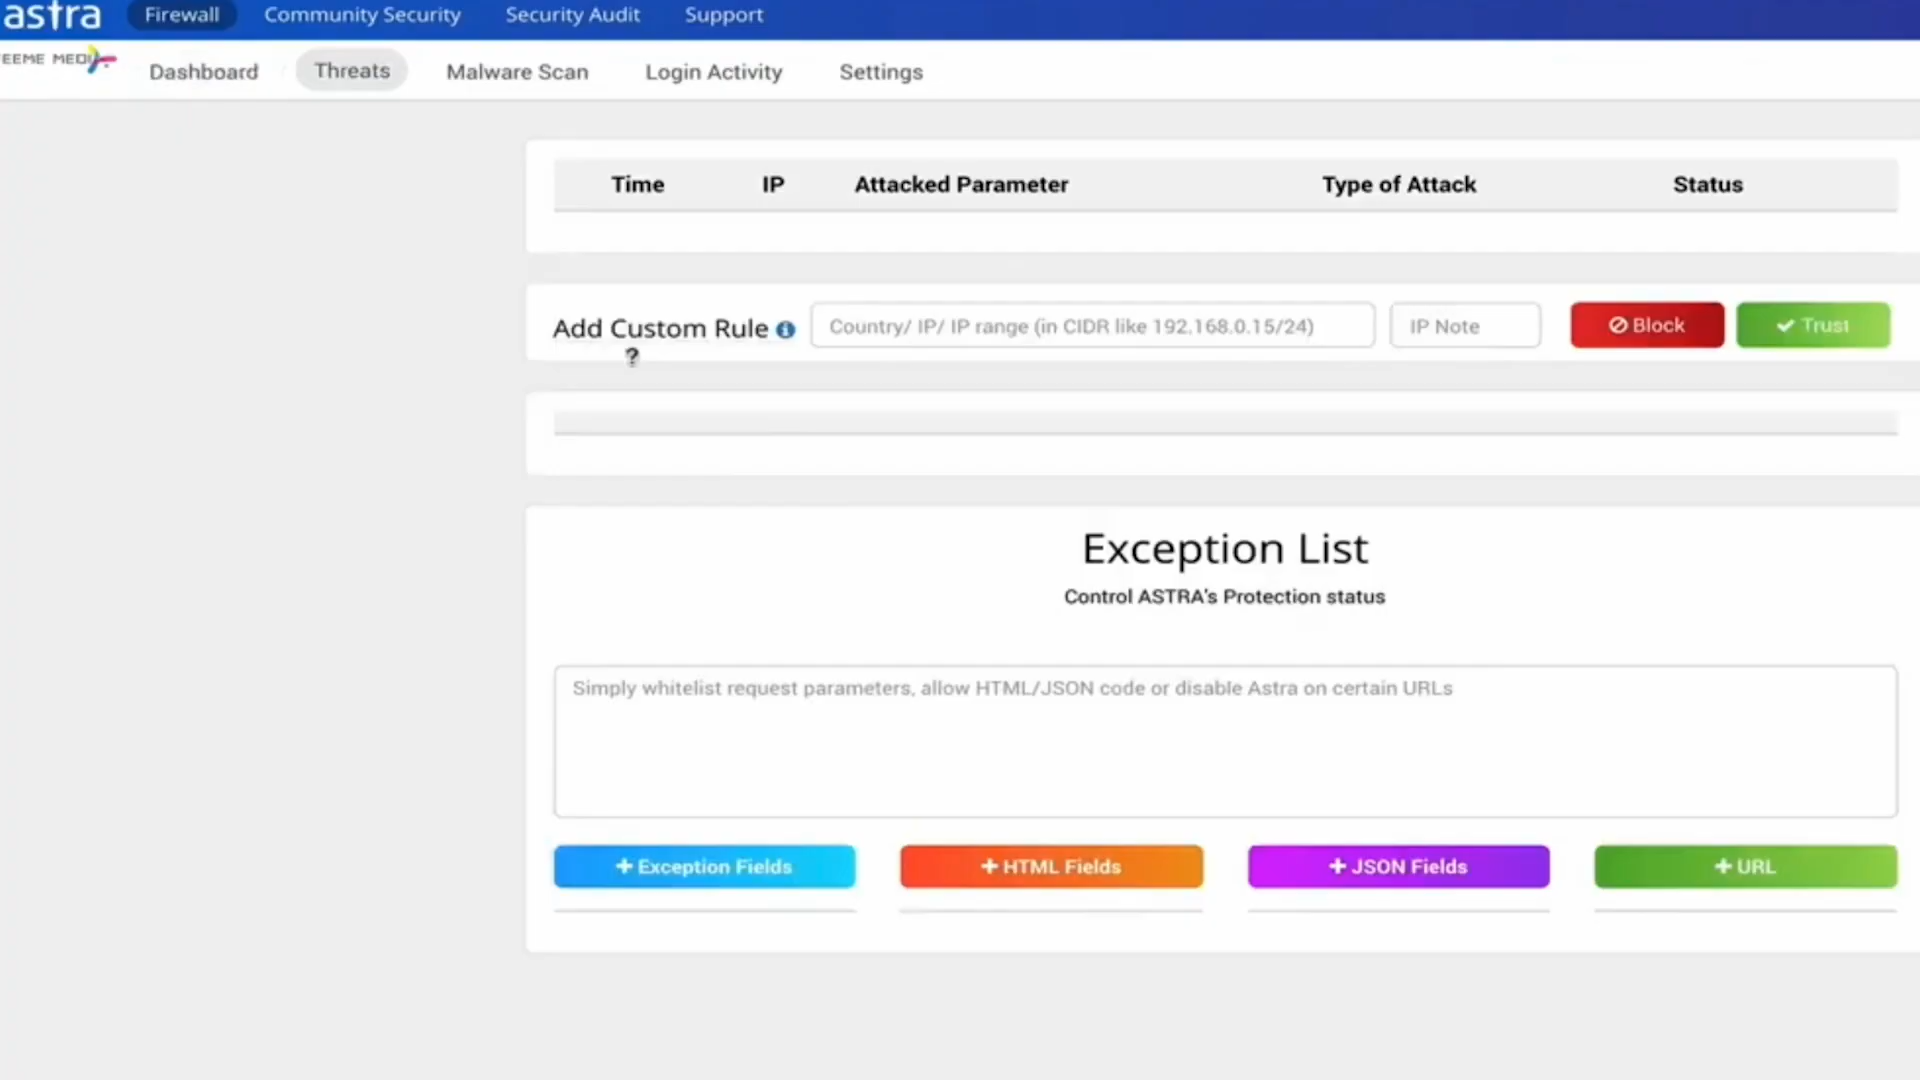 astra Firewall Community Security Security Audit Support
EEME MEDI Dashboard Threats Malware Scan Login Activity Settings
Time IP Attacked Parameter Type of Attack Status
Add Custom Rule Country/ IP/ IP range (in CIDR like 192.168.0.15/24) IP Note Block Trust
?
Exception List
Control ASTRA's Protection status
Simply whitelist request parameters, allow HTML/JSON code or disable Astra on certain URLs
+ Exception Fields + HTML Fields + JSON Fields + URL